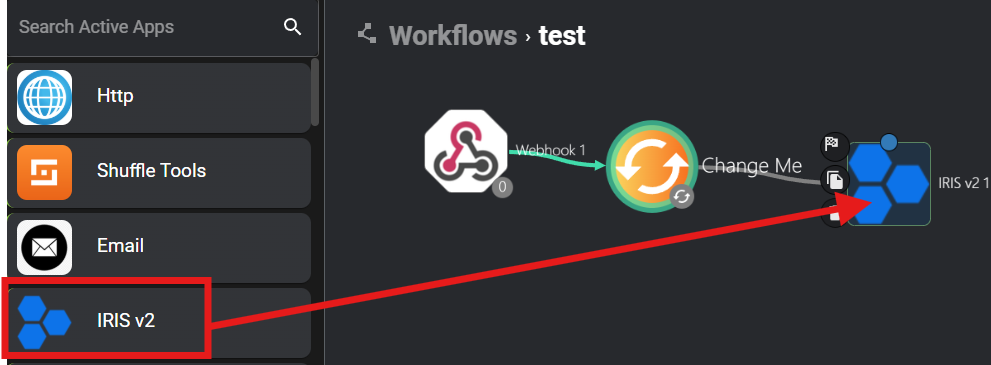 Search Active Apps
Http
Shuffle Tools
Email
IRIS v2
Workflows › test
Webhook 1
0
Change Me
IRIS v2 1